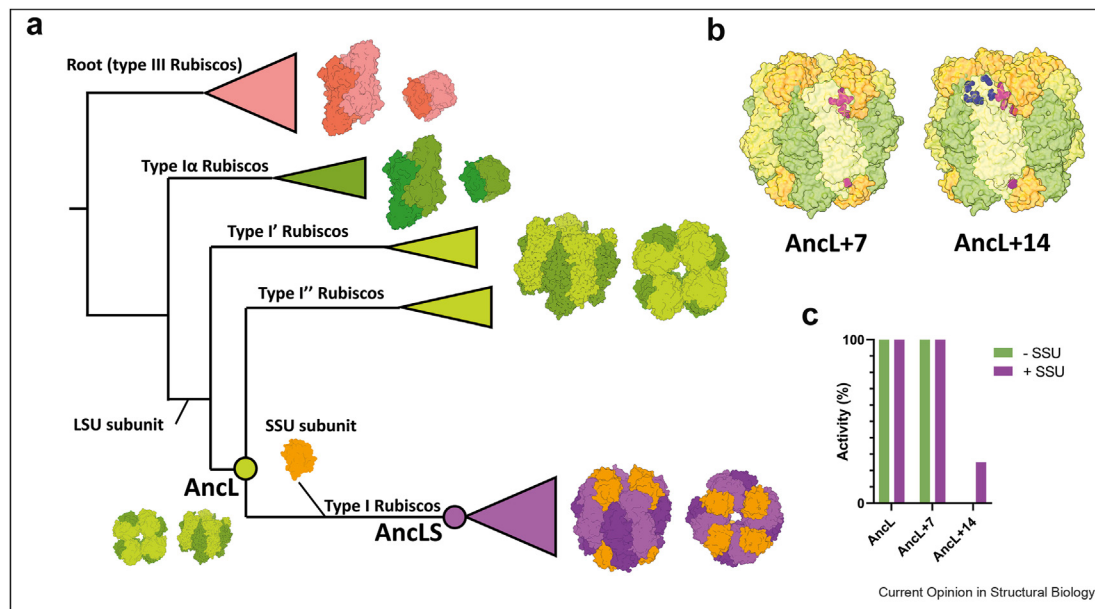 a
Root (type III Rubiscos)
Type Iα Rubiscos
Type I' Rubiscos
Type I'' Rubiscos
LSU subunit
SSU subunit
AncL
Type I Rubiscos
AncLS
b
AncL+7
AncL+14
c
100
- SSU
+ SSU
Activity (%)
0
AncL
AncL+7
AncL+14
Current Opinion in Structural Biology